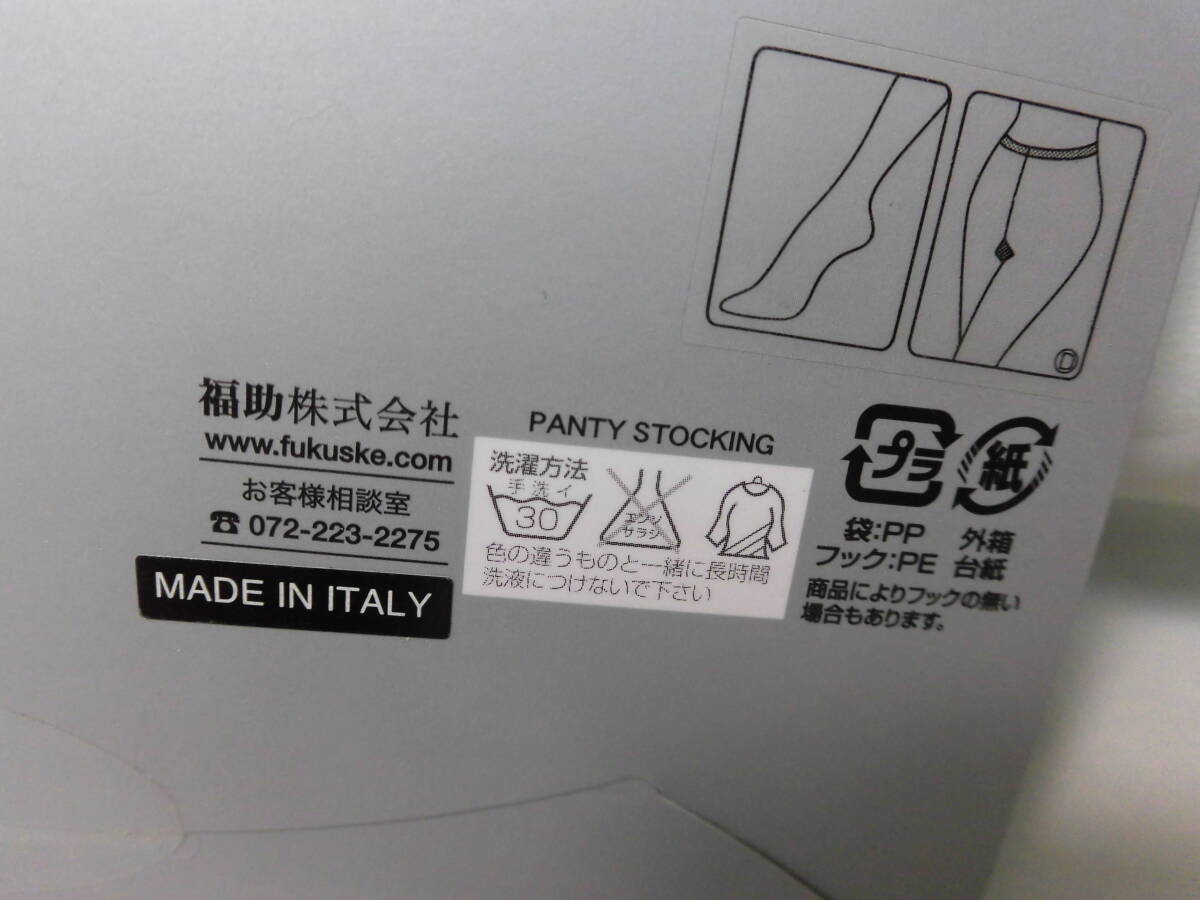 D
福助株式会社
www.fukuske.com
お客様相談室
☎ 072-223-2275
MADE IN ITALY
PANTY STOCKING
洗濯方法
手洗イ
30
エンソ
サラシ
色の違うものと一緒に長時間
洗液につけないで下さい
プラ
紙
袋:PP
フック:PE
外箱
台紙
商品によりフックの無い
場合もあります。